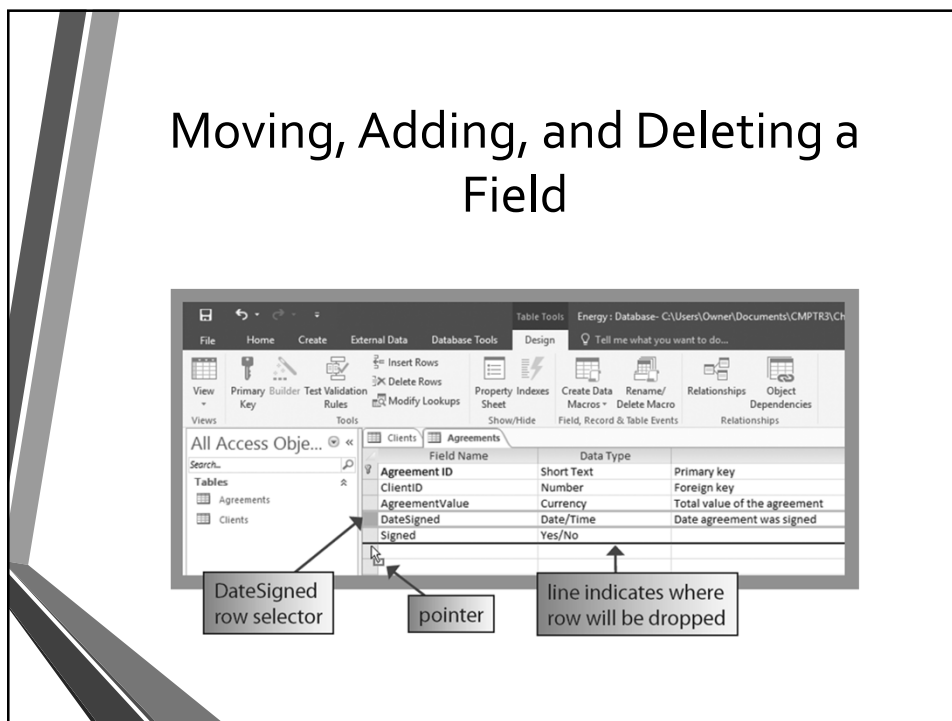 Moving, Adding, and Deleting a
Field
Table Tools Energy : Database- C:\Users\Owner\Documents\CMPTR3\Ch
File Home Create External Data Database Tools Design Tell me what you want to do...
View Primary Key Builder Test Validation Rules Insert Rows Delete Rows Modify Lookups Property Sheet Indexes Create Data Macros Rename/ Delete Macro Relationships Object Dependencies
Views Tools Show/Hide Field, Record & Table Events Relationships
All Access Obje... « Clients Agreements
Search...
Tables
Agreements
Clients
Field Name Data Type
Agreement ID Short Text Primary key
ClientID Number Foreign key
AgreementValue Currency Total value of the agreement
DateSigned Date/Time Date agreement was signed
Signed Yes/No
DateSigned
row selector
pointer
line indicates where
row will be dropped